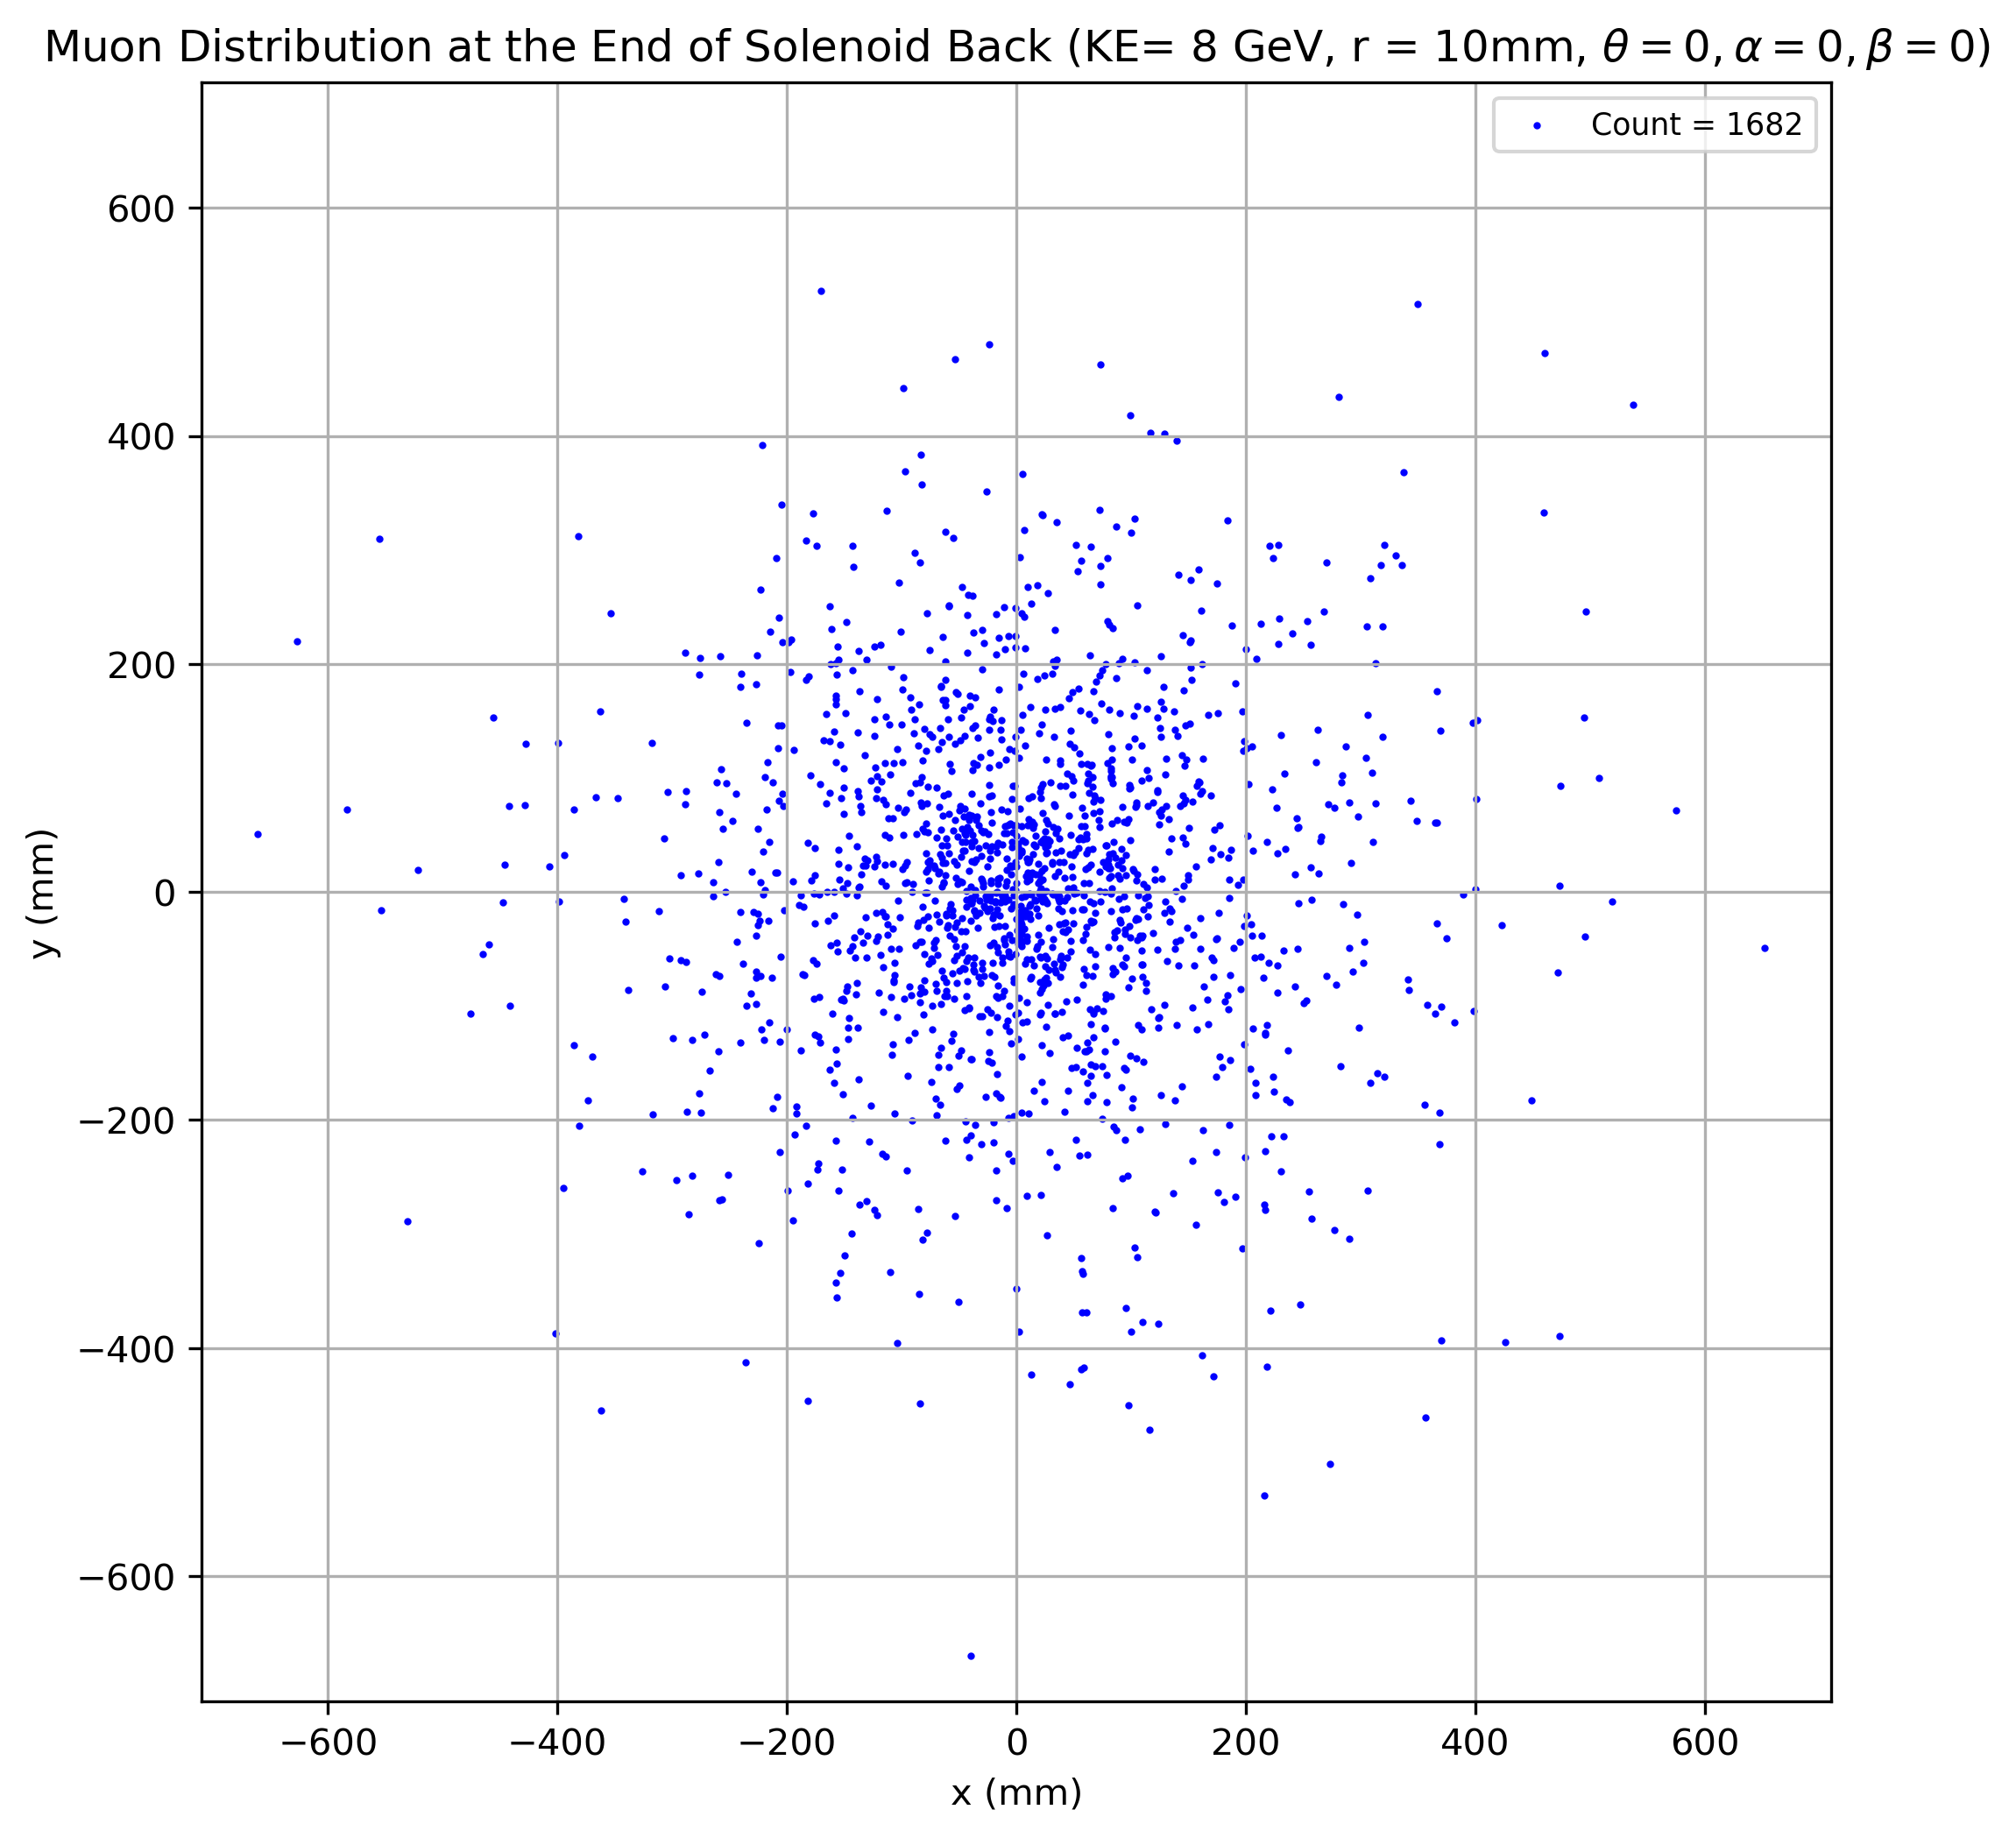 Muon Distribution at the End of Solenoid Back (KE= 8 GeV, r = 10mm, θ = 0, α = 0, β = 0)
Count = 1682
600
400
200
0
−200
−400
−600
y (mm)
−600 −400 −200 0 200 400 600
x (mm)